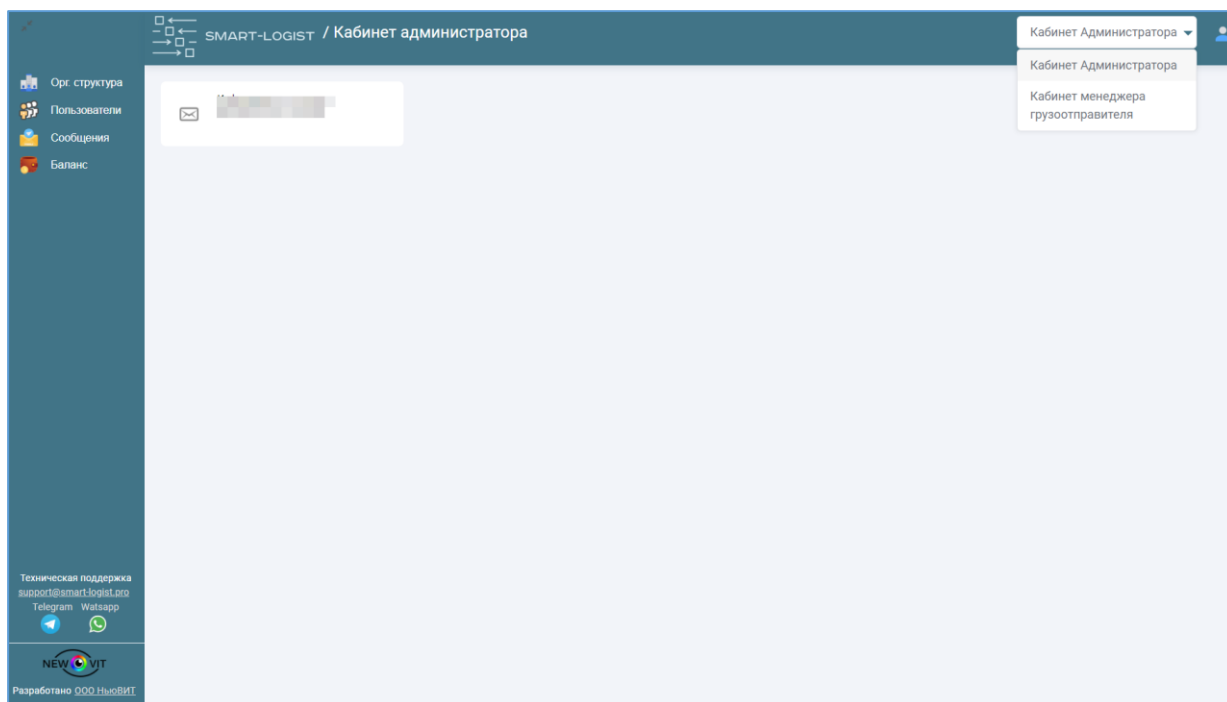 SMART-LOGIST / Кабинет администратора
Кабинет Администратора
Кабинет Администратора
Кабинет менеджера
грузоотправителя
Орг. структура
Пользователи
Сообщения
Баланс
Техническая поддержка
support@smart-logist.pro
Telegram Watsapp
NEW VIT
Разработано ООО НьюВИТ